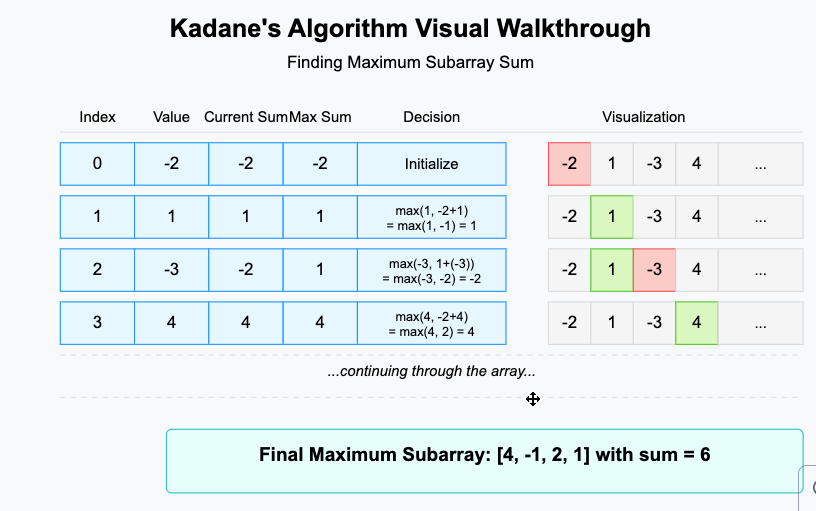 Kadane's Algorithm Visual Walkthrough
Finding Maximum Subarray Sum
Index Value Current Sum Max Sum Decision Visualization
0 -2 -2 -2 Initialize -2 1 -3 4 ...
1 1 1 1 max(1, -2+1) -2 1 -3 4 ...
= max(1, -1) = 1
2 -3 -2 1 max(-3, 1+(-3)) -2 1 -3 4 ...
= max(-3, -2) = -2
3 4 4 4 max(4, -2+4) -2 1 -3 4 ...
= max(4, 2) = 4
...continuing through the array...
Final Maximum Subarray: [4, -1, 2, 1] with sum = 6